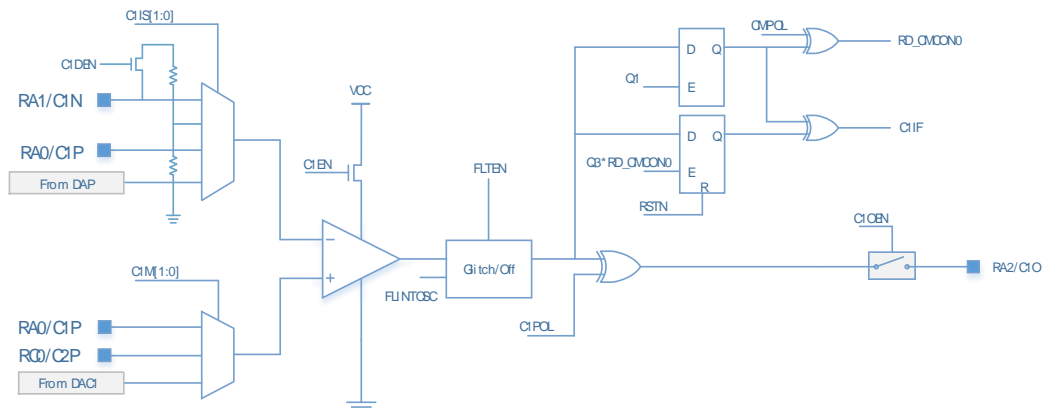 C1IS[1:0]
C1DEN
RA1/C1N
RA0/C1P
From DAP
VCC
C1EN
FLTEN
Glitch/Off
FLINTOSC
C1M[1:0]
RA0/C1P
RC0/C2P
From DAC1
CMPOL
D Q
Q1
E
RD_CMCON0
D Q
Q3*RD_CMCON0
E
R
RSTN
C1IF
C1OEN
RA2/C1O
C1POL
-
+